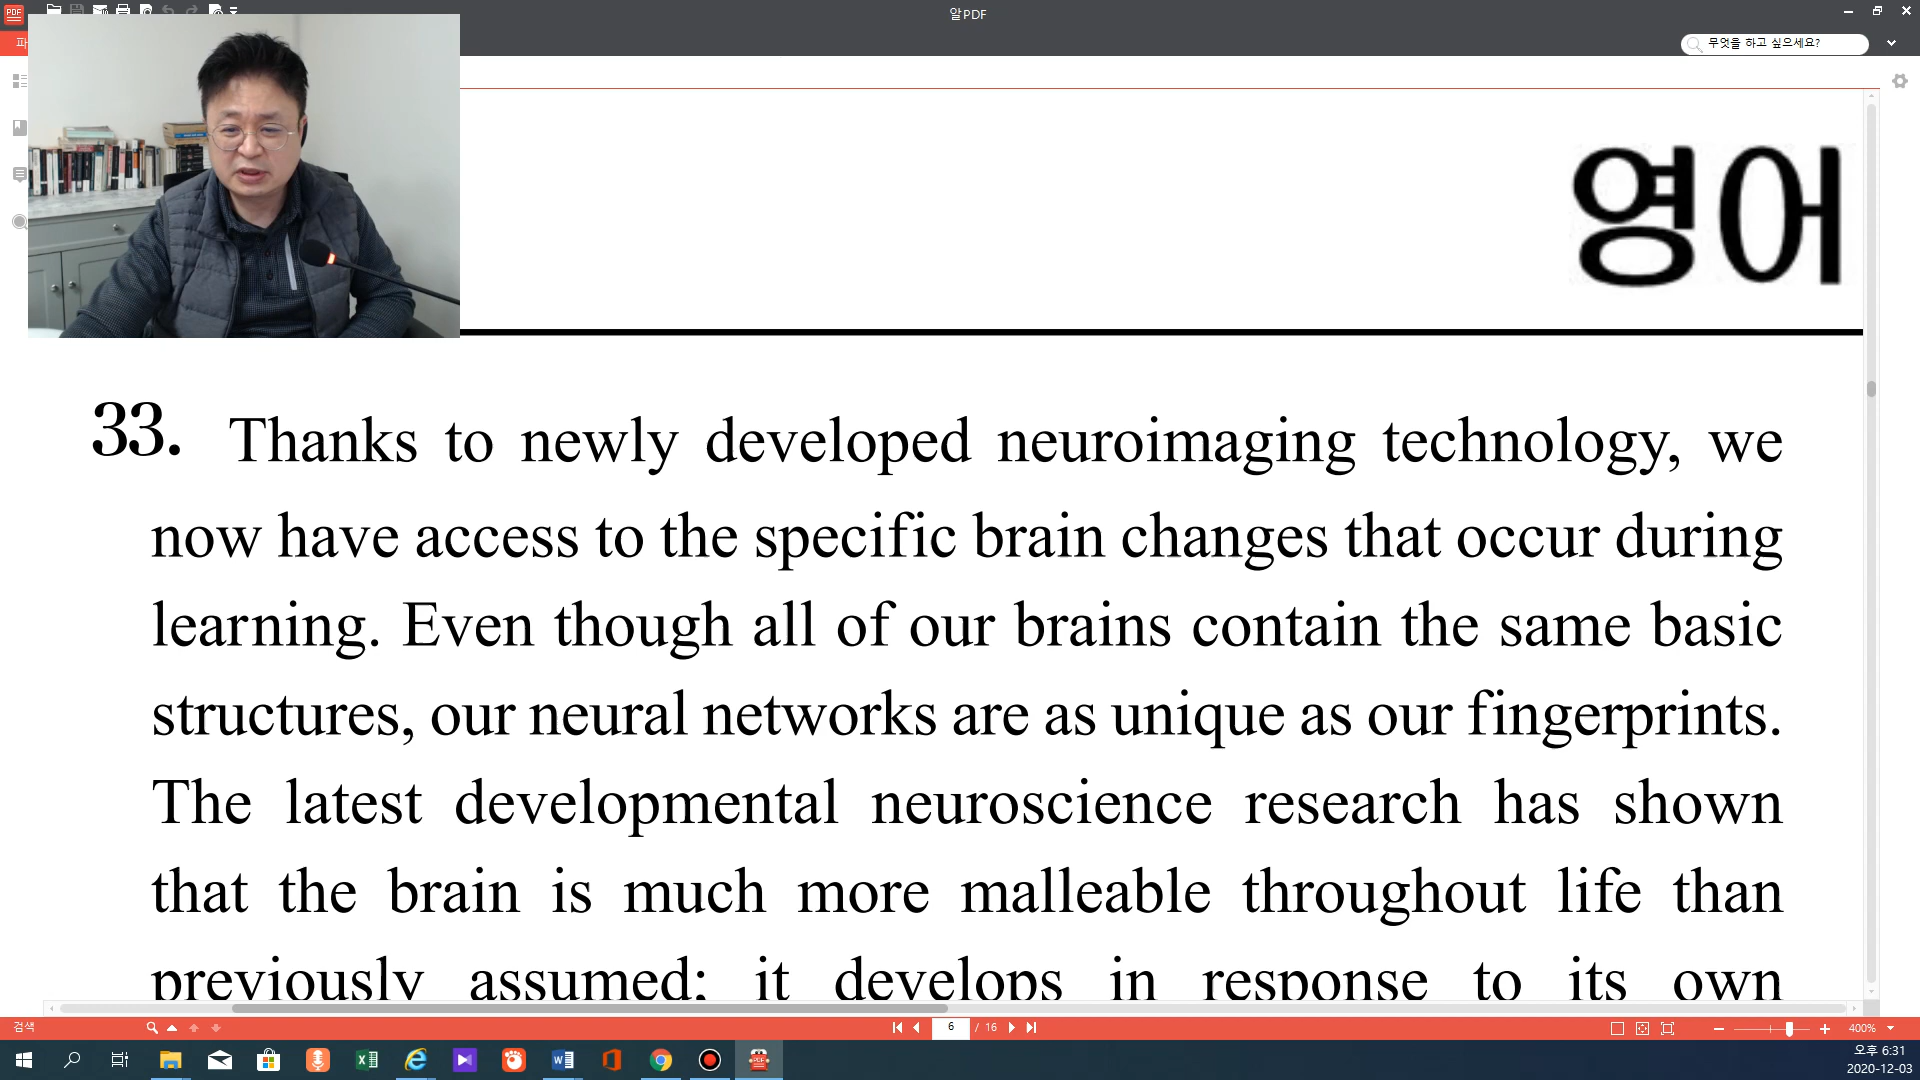 알PDF
무엇을 하고 싶으세요?
파
영어
33. Thanks to newly developed neuroimaging technology, we
now have access to the specific brain changes that occur during
learning. Even though all of our brains contain the same basic
structures, our neural networks are as unique as our fingerprints.
The latest developmental neuroscience research has shown
that the brain is much more malleable throughout life than
previously assumed; it develops in response to its own
검색
6 / 16
400%
오후 6:31
2020-12-03